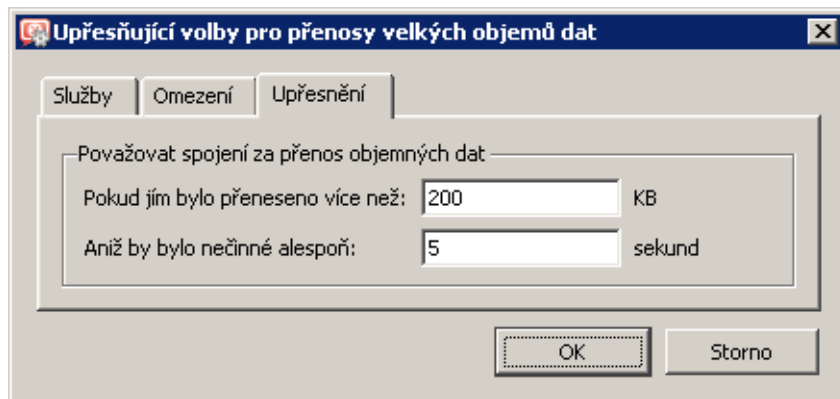 Upřesňující volby pro přenosy velkých objemů dat
Služby Omezení Upřesnění
Považovat spojení za přenos objemných dat
Pokud jím bylo přeneseno více než: 200 KB
Aniž by bylo nečinné alespoň: 5 sekund
OK Storno